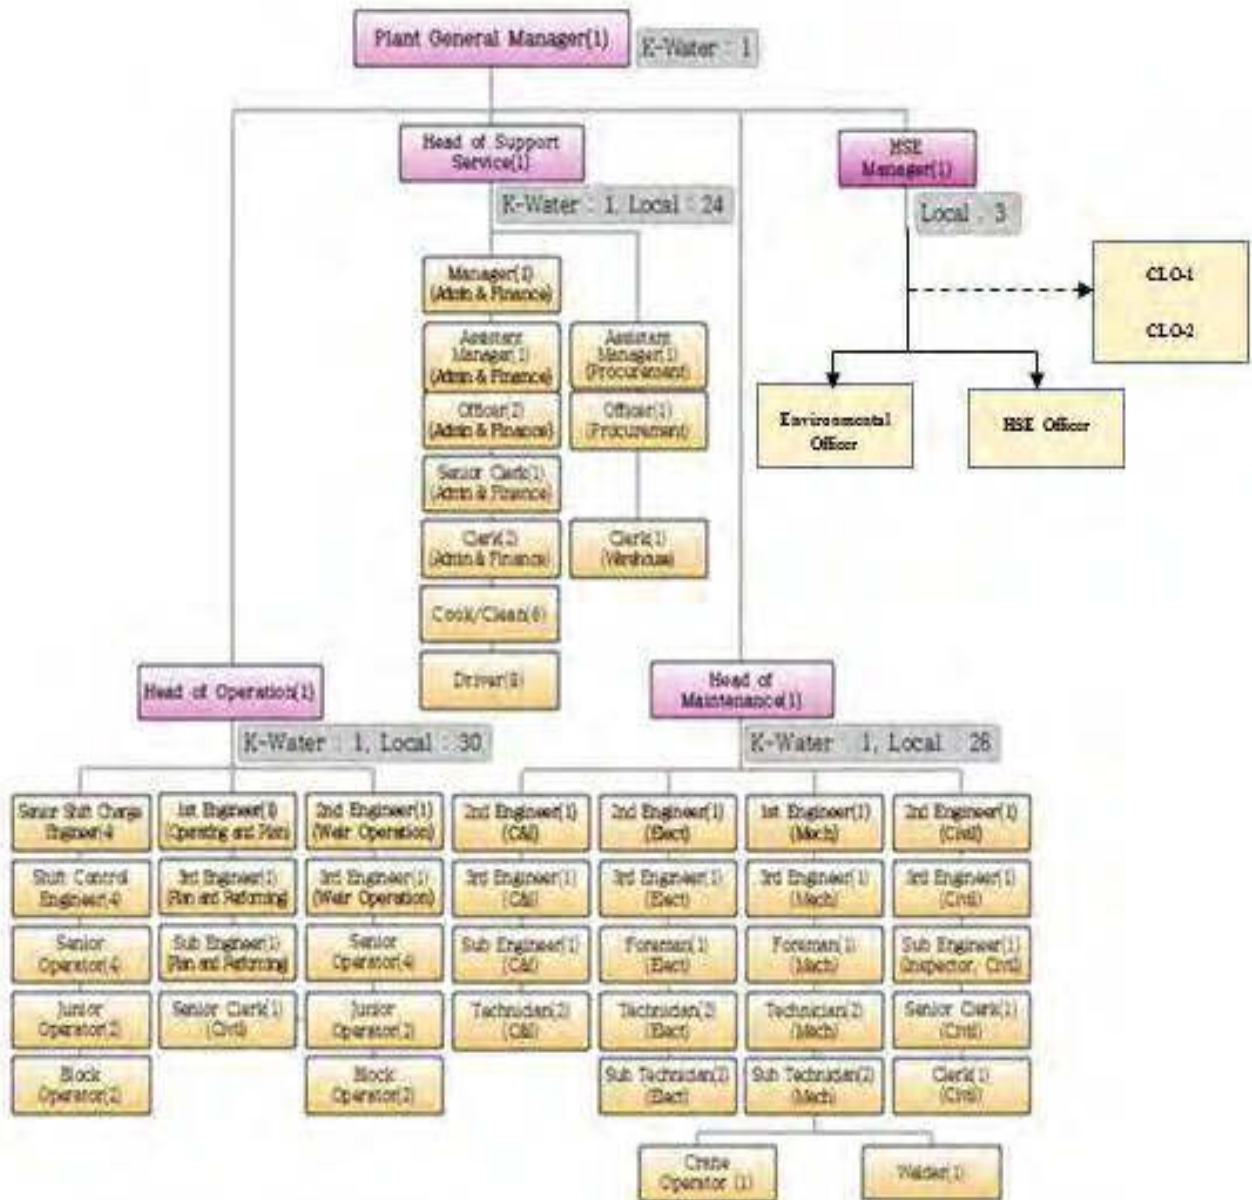 Plant General Manager(1)
K-Water : 1
Head of Support
Service(1)
K-Water : 1, Local : 24
HSE
Manager(1)
Local : 3
CLO-1
CLO-2
Environmental
Officer
HSE Officer
Manager(1)
(Admin & Finance)
Assistant
Manager(1)
(Admin & Finance)
Officer(2)
(Admin & Finance)
Senior Clerk(1)
(Admin & Finance)
Clerk(2)
(Admin & Finance)
Cook/Clean(6)
Driver(8)
Assistant
Manager(1)
(Procurement)
Officer(1)
(Procurement)
Clerk(1)
(Warehouse)
Head of Operation(1)
K-Water : 1, Local : 30
Senior Shift Charge
Engineer(4)
Shift Control
Engineer(4)
Senior
Operator(4)
Junior
Operator(2)
Block
Operator(2)
1st Engineer(1)
(Operating and Plan)
3rd Engineer(1)
(Plan and Performing)
Sub Engineer(1)
(Plan and Performing)
Senior Clerk(1)
(Civil)
2nd Engineer(1)
(Weir Operation)
3rd Engineer(1)
(Weir Operation)
Senior
Operator(4)
Junior
Operator(2)
Block
Operator(2)
Head of
Maintenance(1)
K-Water : 1, Local : 26
2nd Engineer(1)
(C&I)
3rd Engineer(1)
(C&I)
Sub Engineer(1)
(C&I)
Technician(2)
(C&I)
2nd Engineer(1)
(Elect)
3rd Engineer(1)
(Elect)
Foreman(1)
(Elect)
Technician(2)
(Elect)
Sub Technician(2)
(Elect)
1st Engineer(1)
(Mech)
3rd Engineer(1)
(Mech)
Foreman(1)
(Mech)
Technician(2)
(Mech)
Sub Technician(2)
(Mech)
2nd Engineer(1)
(Civil)
3rd Engineer(1)
(Civil)
Sub Engineer(1)
(Inspector, Civil)
Senior Clerk(1)
(Civil)
Clerk(1)
(Civil)
Crane
Operator (1)
Welder(1)